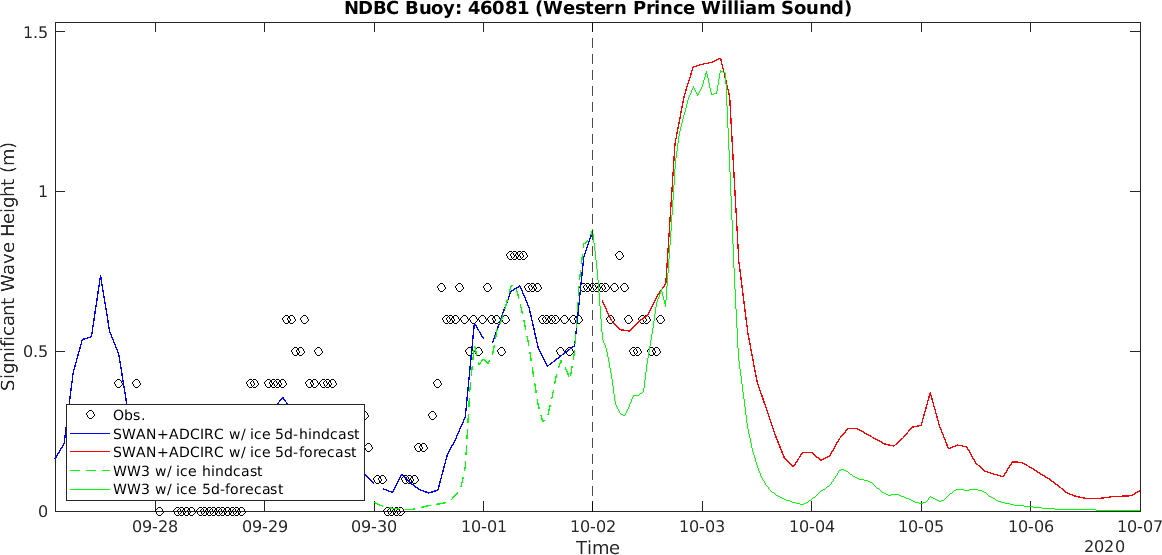 NDBC Buoy: 46081 (Western Prince William Sound)
1.5
1
0.5
0
Significant Wave Height (m)
Obs.
SWAN+ADCIRC w/ ice 5d-hindcast
SWAN+ADCIRC w/ ice 5d-forecast
WW3 w/ ice hindcast
WW3 w/ ice 5d-forecast
09-28 09-29 09-30 10-01 10-02 10-03 10-04 10-05 10-06 10-07
Time
2020